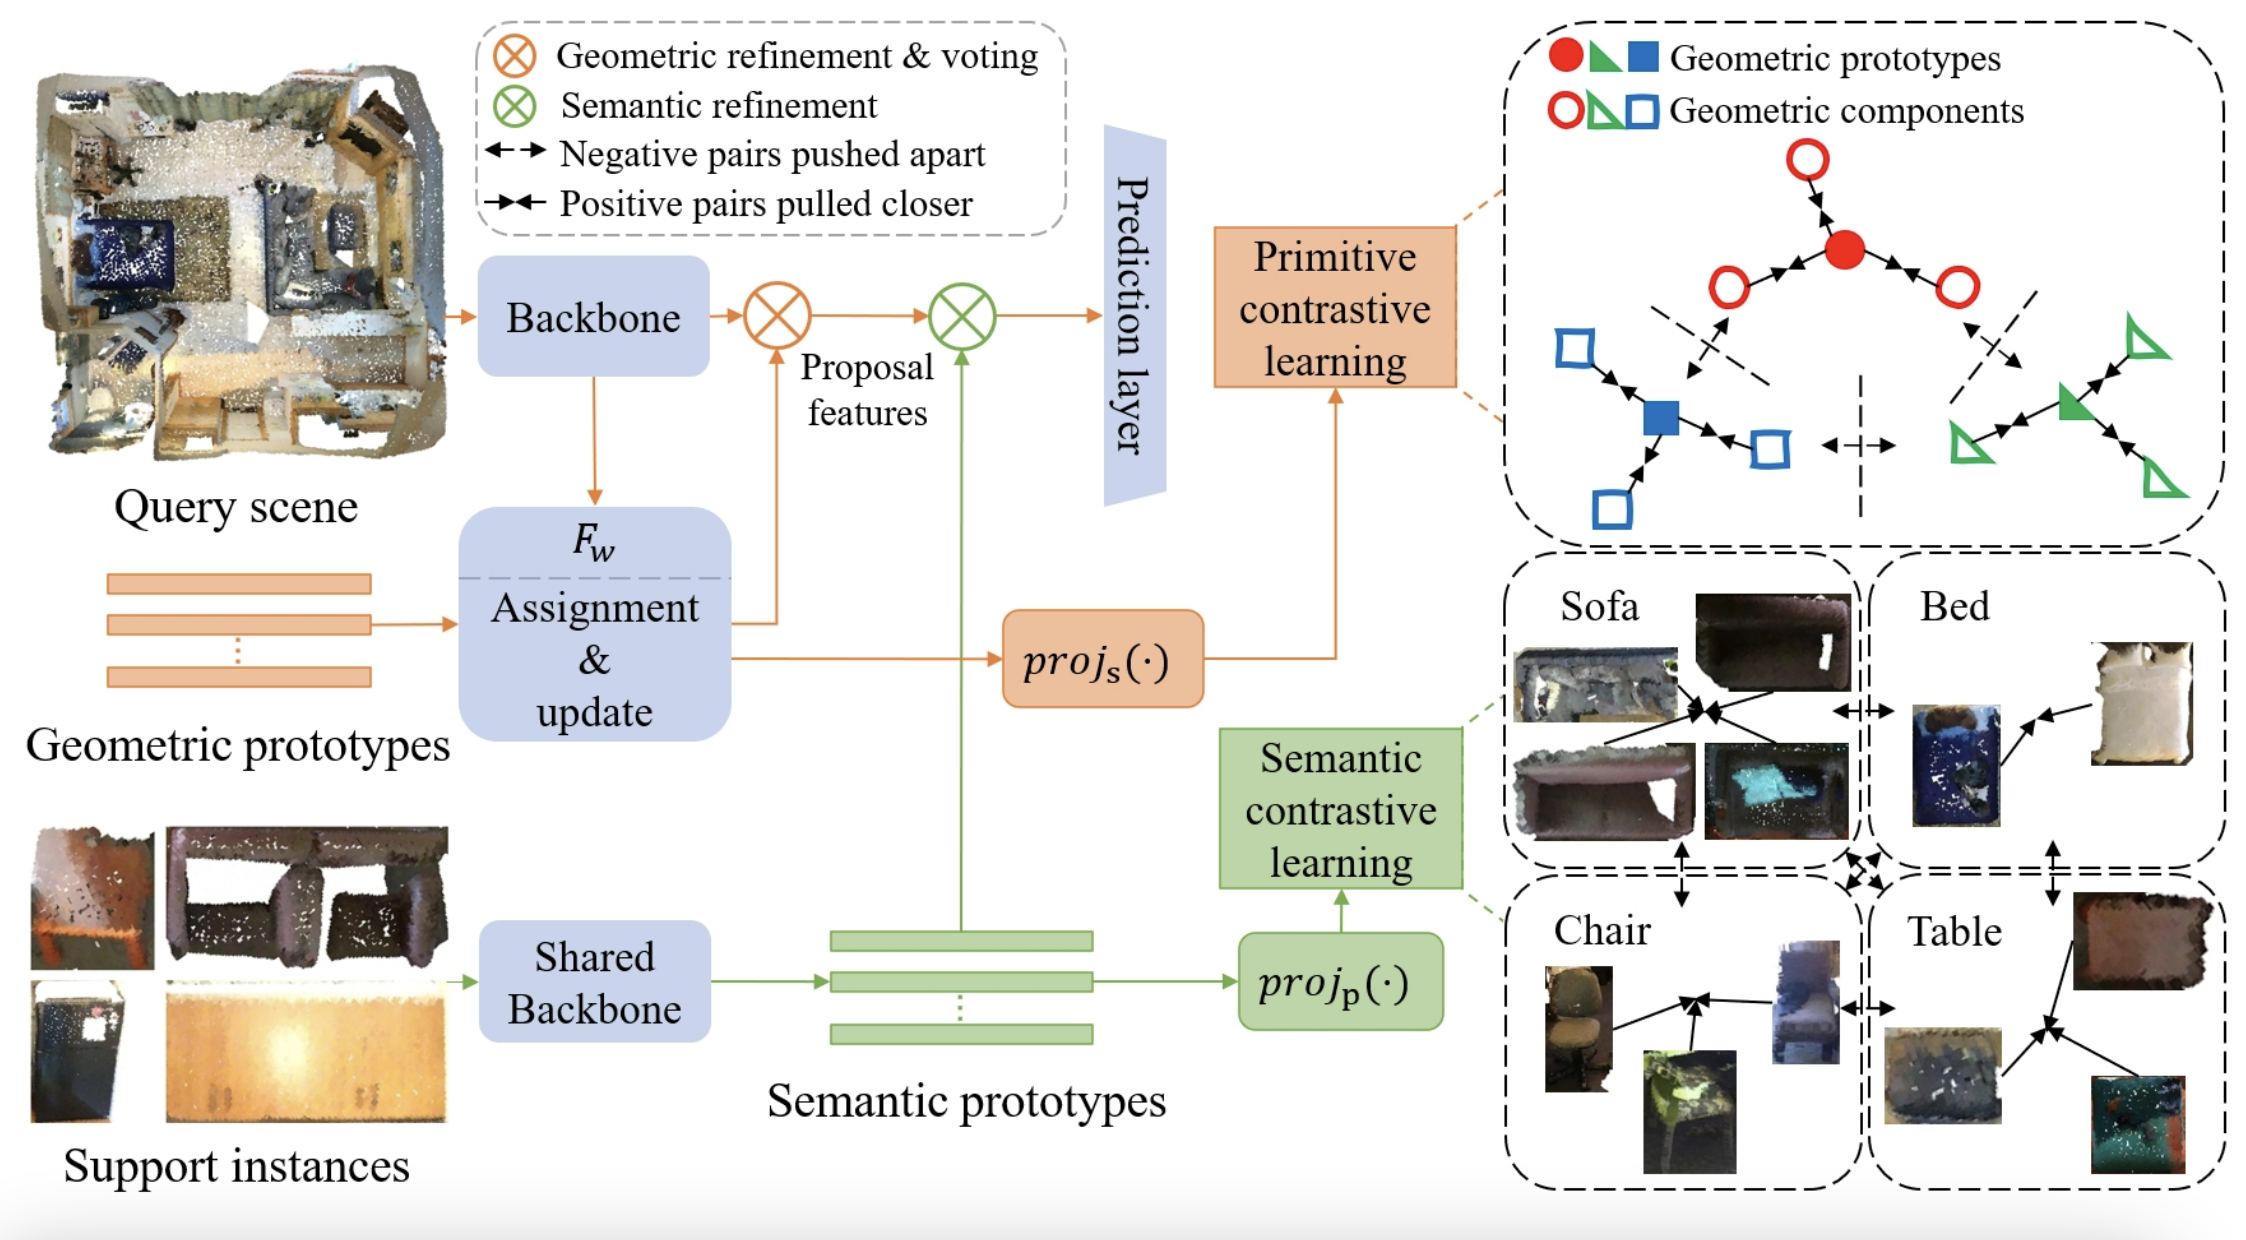 Geometric refinement & voting
Semantic refinement
Negative pairs pushed apart
Positive pairs pulled closer
Query scene
Backbone
Proposal
features
Prediction layer
F_w
Assignment
&
update
Geometric prototypes
proj_s(·)
Primitive
contrastive
learning
Geometric prototypes
Geometric components
Support instances
Shared
Backbone
Semantic prototypes
proj_p(·)
Semantic
contrastive
learning
Sofa
Bed
Chair
Table